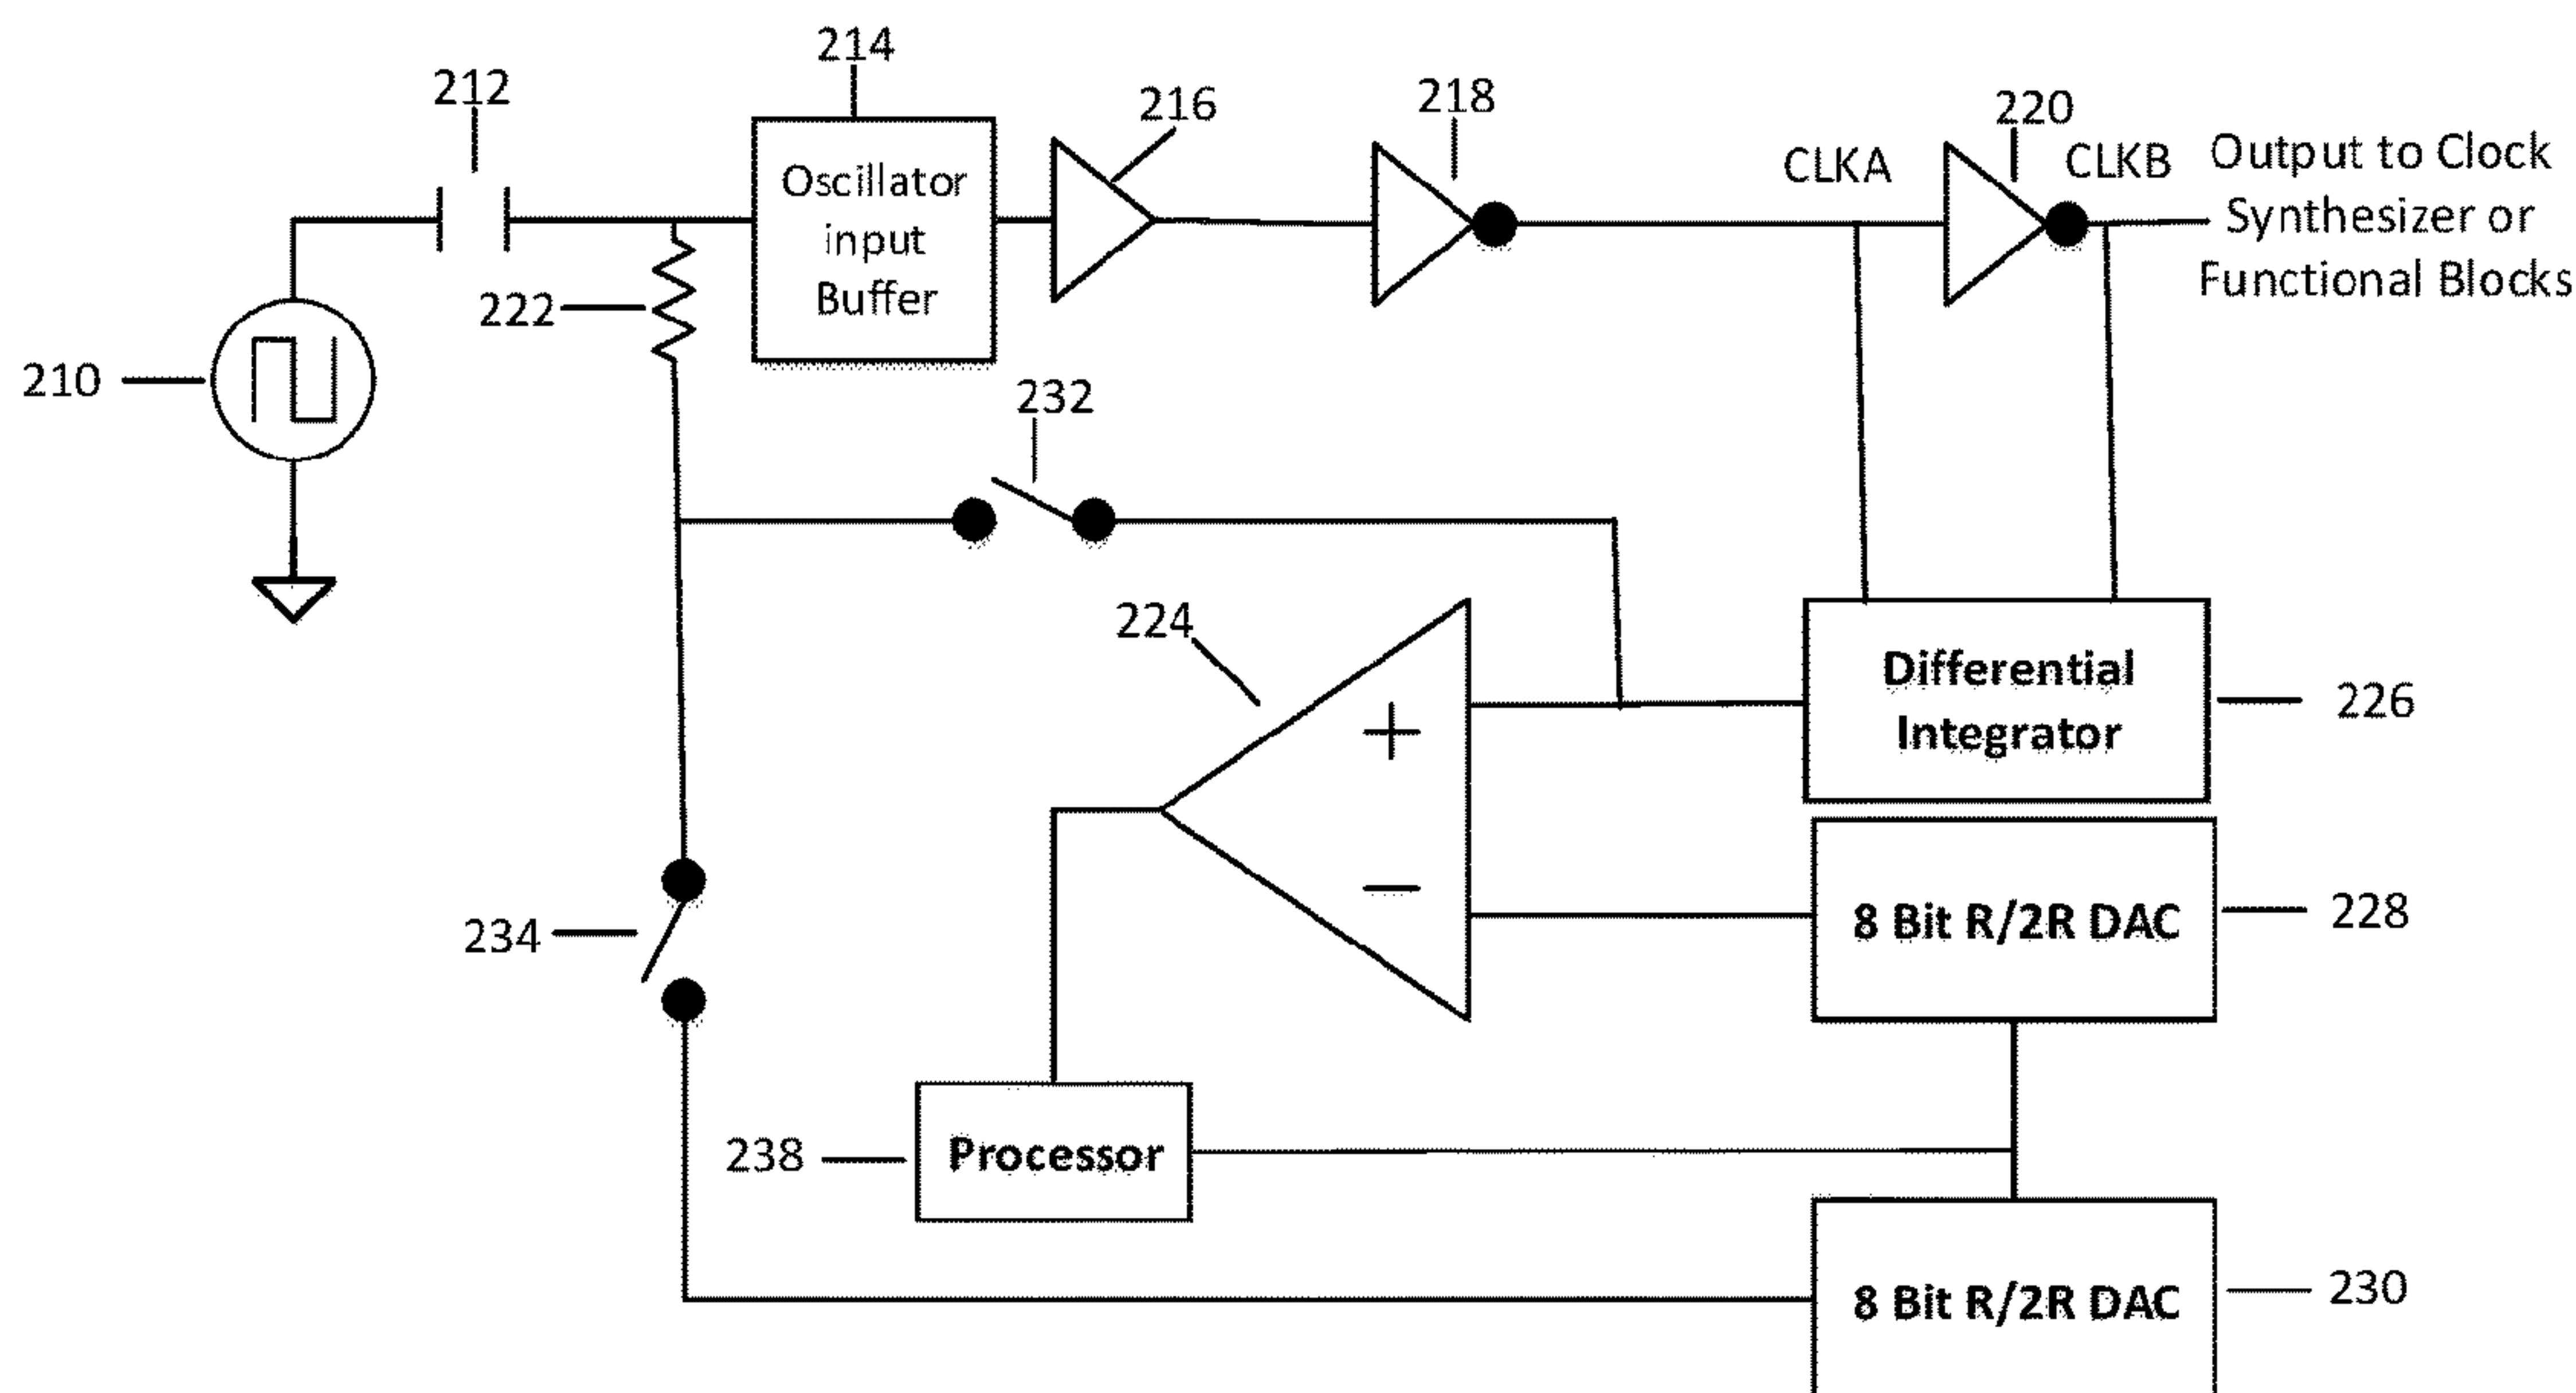 214
212
216
218
220
CLKA
CLKB
Output to Clock
Synthesizer or
Functional Blocks
Oscillator
input
Buffer
222
210
232
224
+
−
Differential
Integrator
226
8 Bit R/2R DAC
228
234
Processor
238
8 Bit R/2R DAC
230